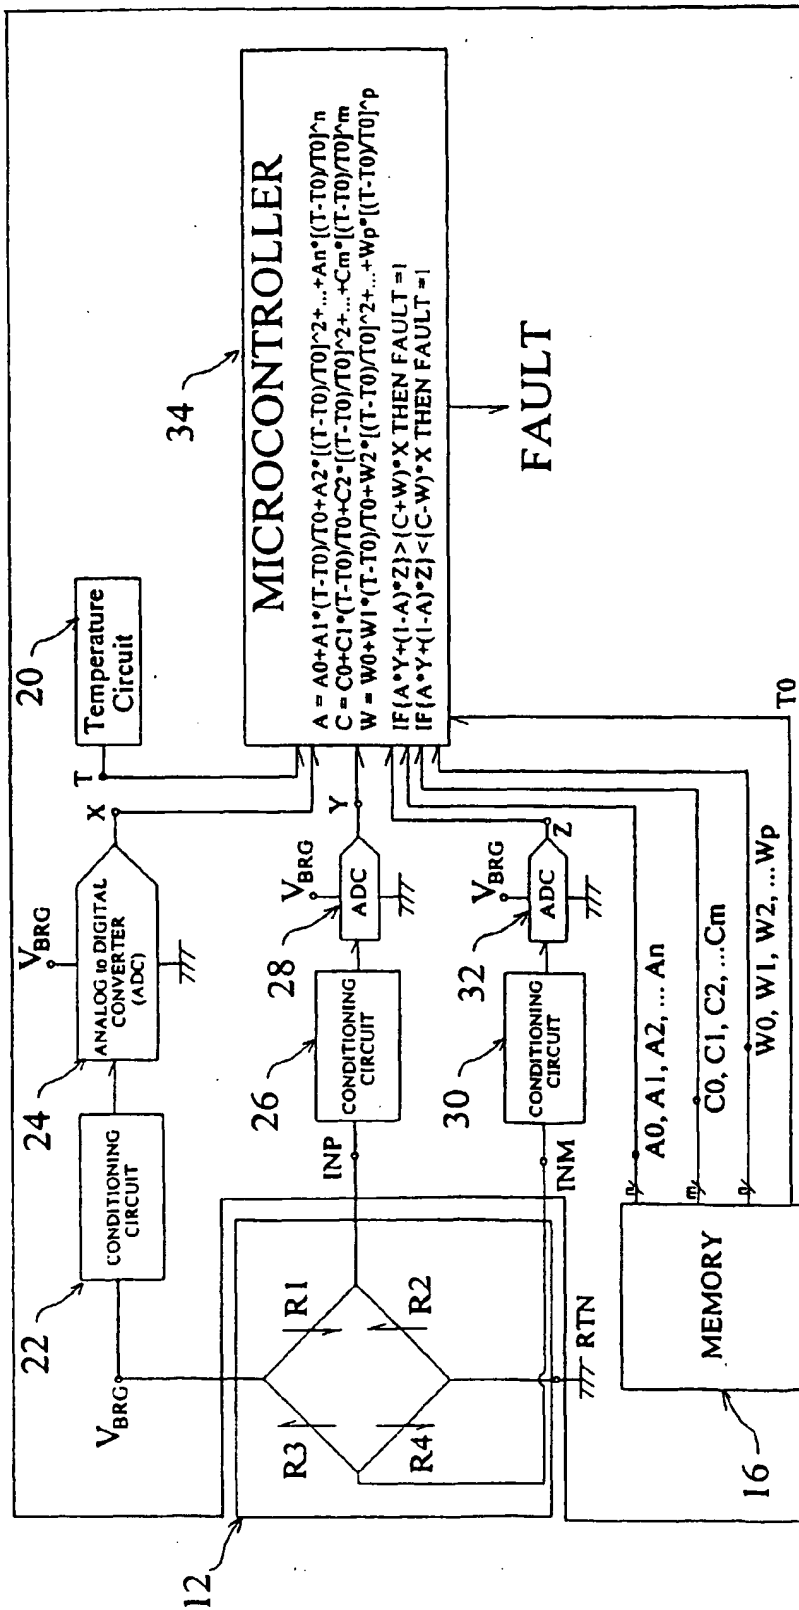 12
22
V_BRG
CONDITIONING
CIRCUIT
24
V_BRG
ANALOG to DIGITAL
CONVERTER
(ADC)
X
T
20
Temperature
Circuit
R3
R1
R4
R2
RTN
INP
26
CONDITIONING
CIRCUIT
28
V_BRG
ADC
Y
INM
30
CONDITIONING
CIRCUIT
32
V_BRG
ADC
Z
34
MICROCONTROLLER
A = A0+A1*(T-T0)/T0+A2*[(T-T0)/T0]^2+...+An*[(T-T0)/T0]^n
C = C0+C1*(T-T0)/T0+C2*[(T-T0)/T0]^2+...+Cm*[(T-T0)/T0]^m
W = W0+W1*(T-T0)/T0+W2*[(T-T0)/T0]^2+...+Wp*[(T-T0)/T0]^p
IF{A*Y+(1-A)*Z}>(C+W)*X THEN FAULT =1
IF{A*Y+(1-A)*Z}<(C-W)*X THEN FAULT =1
FAULT
16
MEMORY
n
A0, A1, A2, ... An
m
C0, C1, C2, ...Cm
W0, W1, W2, ...Wp
T0